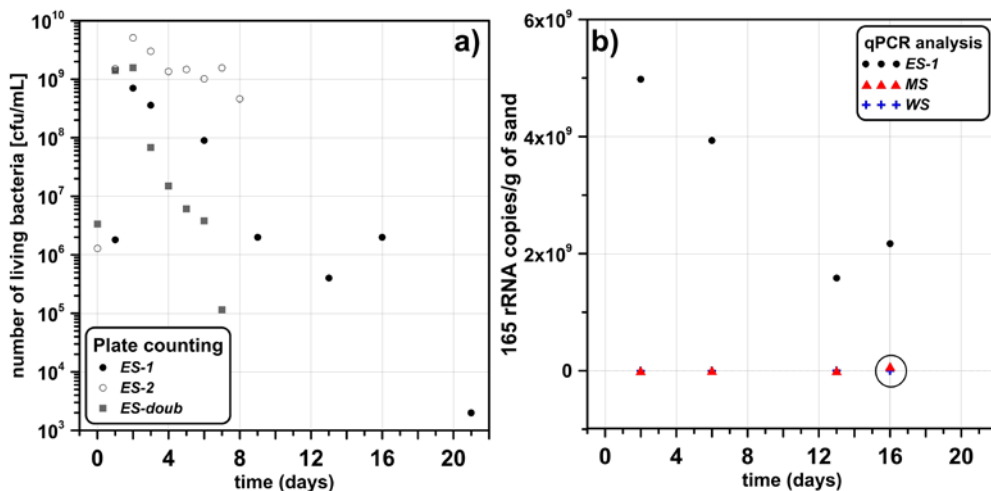 a)
number of living bacteria [cfu/mL]
10^10
10^9
10^8
10^7
10^6
10^5
10^4
10^3
Plate counting
ES-1
ES-2
ES-doub
0 4 8 12 16 20
time (days)
b)
165 rRNA copies/g of sand
6x10^9
4x10^9
2x10^9
0
qPCR analysis
ES-1
MS
WS
0 4 8 12 16 20
time (days)